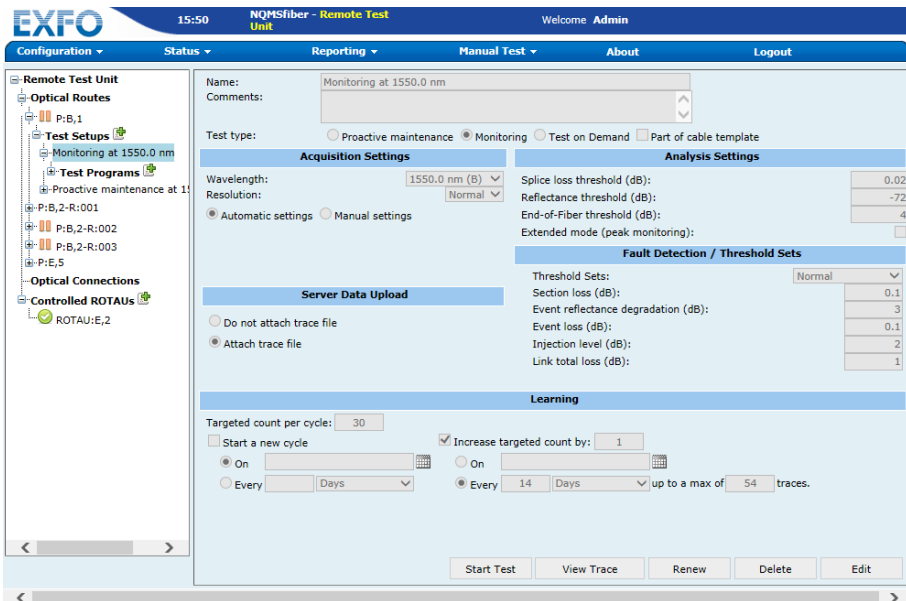 EXFO
15:50
NQMSfiber - Remote Test Unit
Welcome Admin
Configuration
Status
Reporting
Manual Test
About
Logout
Remote Test Unit
Optical Routes
P:B,1
Test Setups
Monitoring at 1550.0 nm
Test Programs
Proactive maintenance at 1
P:B,2-R:001
P:B,2-R:002
P:B,2-R:003
P:E,5
Optical Connections
Controlled ROTAUs
ROTAU:E,2
Name: Monitoring at 1550.0 nm
Comments:
Test type: Proactive maintenance Monitoring Test on Demand Part of cable template
Acquisition Settings
Wavelength: 1550.0 nm (B)
Resolution: Normal
Automatic settings Manual settings
Analysis Settings
Splice loss threshold (dB): 0.02
Reflectance threshold (dB): -72
End-of-Fiber threshold (dB): 4
Extended mode (peak monitoring):
Fault Detection / Threshold Sets
Threshold Sets: Normal
Section loss (dB): 0.1
Event reflectance degradation (dB): 3
Event loss (dB): 0.1
Injection level (dB): 2
Link total loss (dB): 1
Server Data Upload
Do not attach trace file
Attach trace file
Learning
Targeted count per cycle: 30
Start a new cycle Increase targeted count by: 1
On On
Every Days Every 14 Days up to a max of 54 traces.
Start Test View Trace Renew Delete Edit